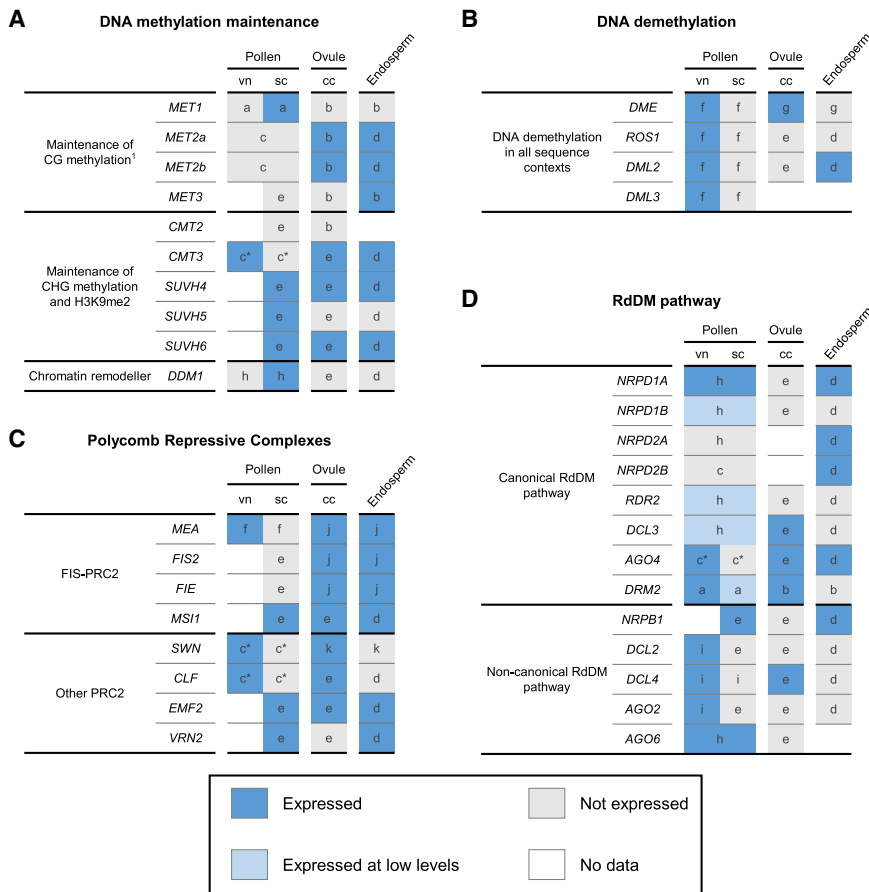 A DNA methylation maintenance
Pollen Ovule Endosperm
vn sc cc
MET1 a a b b
MET2a c b d
Maintenance of
CG methylation1
MET2b c b d
MET3 e b b
CMT2 e b
CMT3 c* c* e d
Maintenance of
CHG methylation
and H3K9me2
SUVH4 e e d
SUVH5 e e d
SUVH6 e e d
Chromatin remodeller DDM1 h h e d
B DNA demethylation
Pollen Ovule Endosperm
vn sc cc
DME f f g g
DNA demethylation
in all sequence
contexts
ROS1 f f e d
DML2 f f e d
DML3 f f
C Polycomb Repressive Complexes
Pollen Ovule Endosperm
vn sc cc
MEA f f j j
FIS-PRC2
FIS2 e j j
FIE e j j
MSI1 e e d
SWN c* c* k k
Other PRC2
CLF c* c* e d
EMF2 e e d
VRN2 e e d
D RdDM pathway
Pollen Ovule Endosperm
vn sc cc
NRPD1A h e d
NRPD1B h e d
NRPD2A h d
Canonical RdDM
pathway
NRPD2B c d
RDR2 h e d
DCL3 h e d
AGO4 c* c* e d
DRM2 a a b b
NRPB1 e e d
DCL2 i e e d
Non-canonical RdDM
pathway
DCL4 i i e d
AGO2 i e e d
AGO6 h e
Expressed Not expressed
Expressed at low levels No data